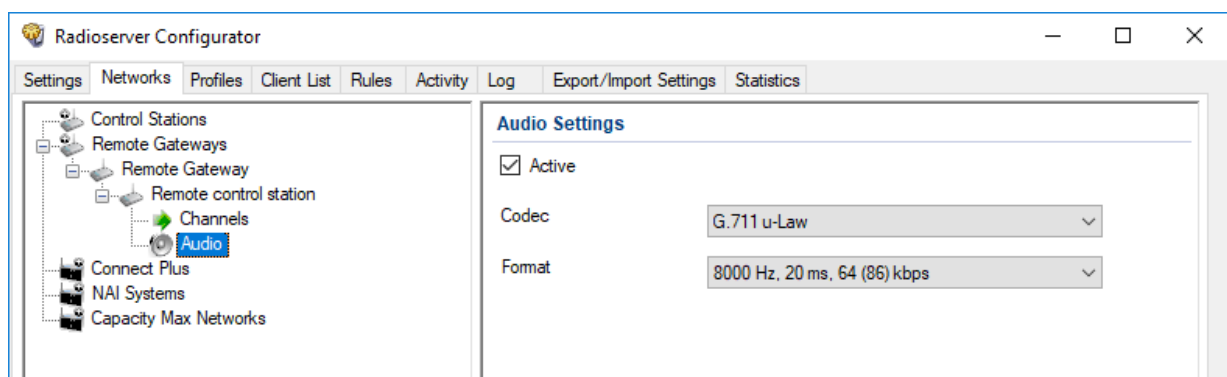 Radioserver Configurator
Settings Networks Profiles Client List Rules Activity Log Export/Import Settings Statistics
Control Stations
Remote Gateways
Remote Gateway
Remote control station
Channels
Audio
Connect Plus
NAI Systems
Capacity Max Networks
Audio Settings
Active
Codec G.711 u-Law
Format 8000 Hz, 20 ms, 64 (86) kbps